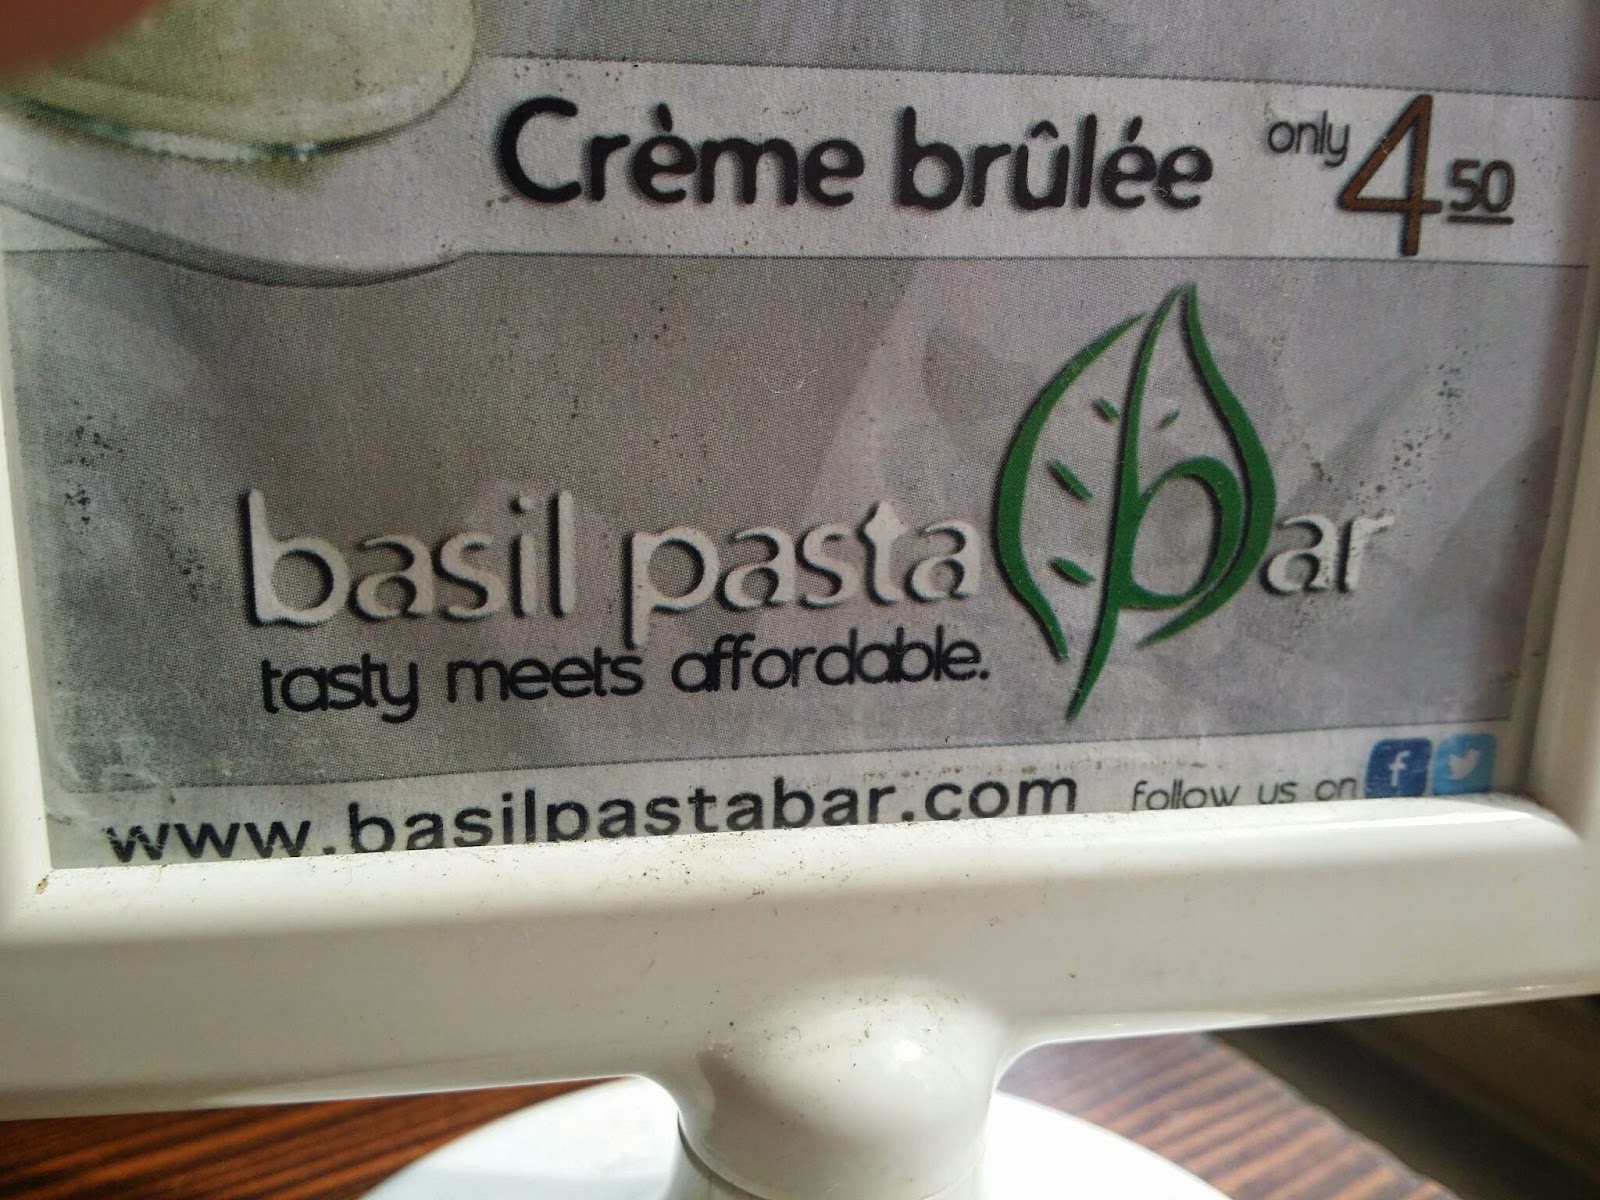 Crème brûlée only 4 50
basil pasta bar
tasty meets affordable.
www.basilpastabar.com follow us on